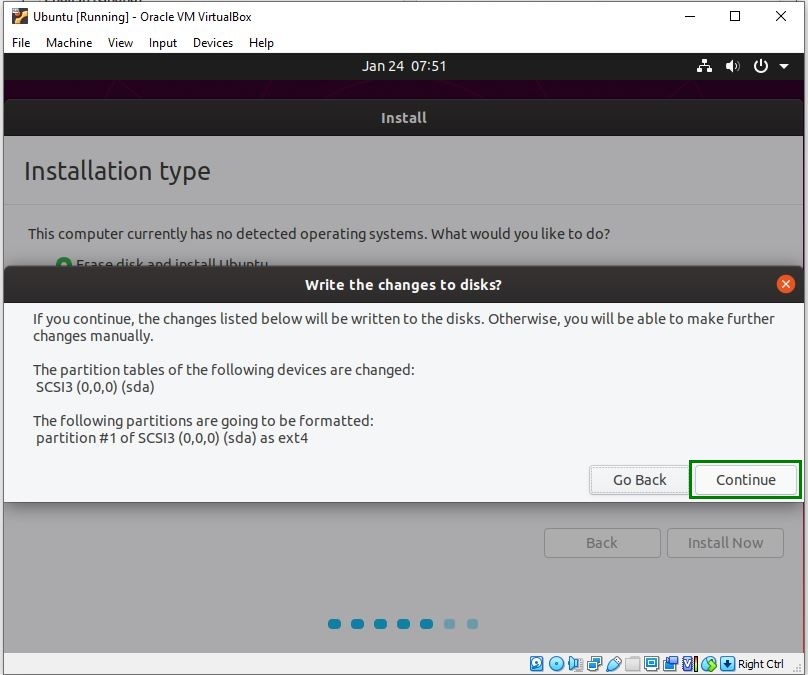 Ubuntu [Running] - Oracle VM VirtualBox
File Machine View Input Devices Help
Jan 24 07:51
Install
Installation type
This computer currently has no detected operating systems. What would you like to do?
Erase disk and install Ubuntu
Write the changes to disks?
If you continue, the changes listed below will be written to the disks. Otherwise, you will be able to make further
changes manually.
The partition tables of the following devices are changed:
SCSI3 (0,0,0) (sda)
The following partitions are going to be formatted:
partition #1 of SCSI3 (0,0,0) (sda) as ext4
Go Back Continue
Back Install Now
Right Ctrl